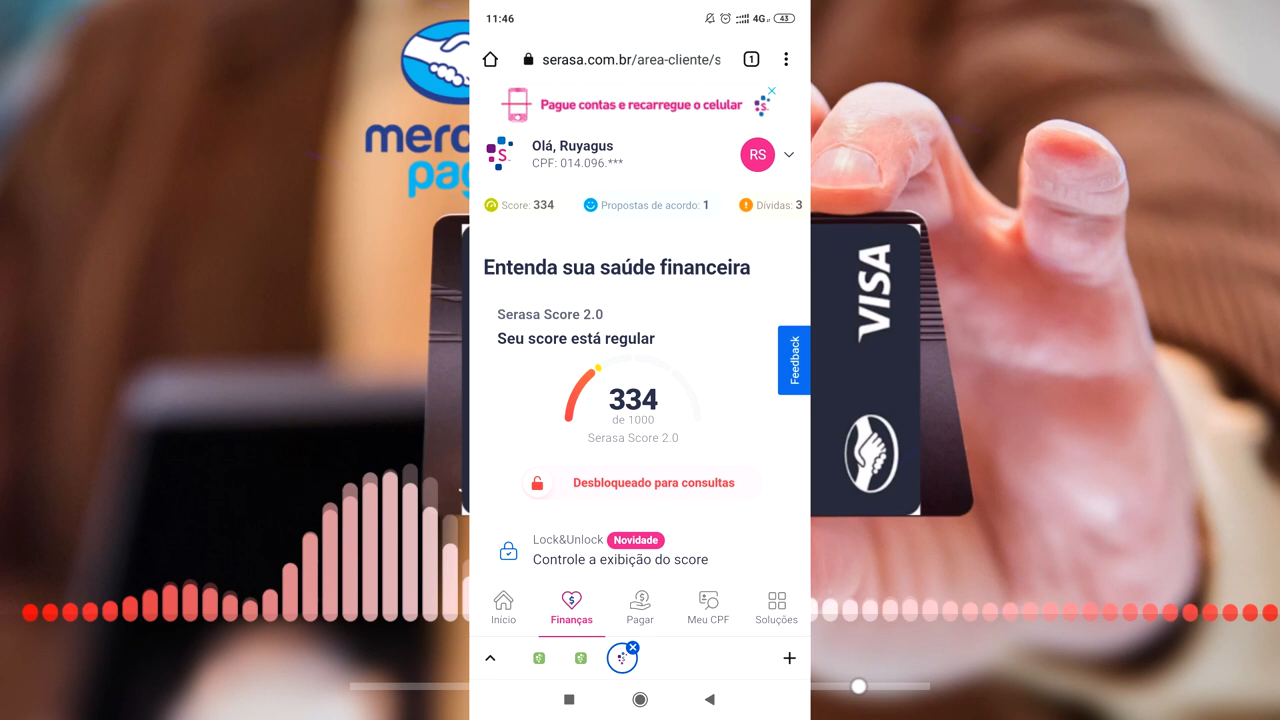 11:46
4G
43
serasa.com.br/area-cliente/s
1
Pague contas e recarregue o celular
S
Olá, Ruyagus
CPF: 014.096.***
RS
Score: 334
Propostas de acordo: 1
Dívidas: 3
Entenda sua saúde financeira
Serasa Score 2.0
Seu score está regular
334
de 1000
Serasa Score 2.0
Feedback
Desbloqueado para consultas
Lock&Unlock Novidade
Controle a exibição do score
Início
Finanças
Pagar
Meu CPF
Soluções
merc
pag
VISA